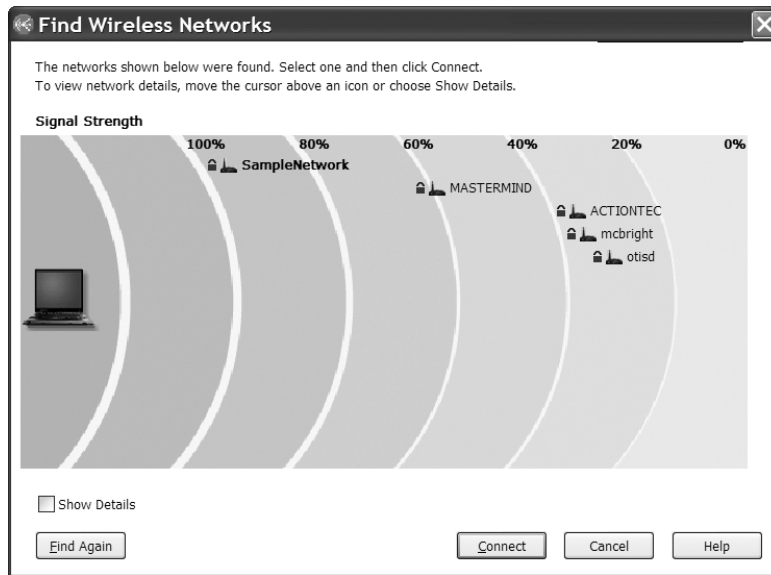 Find Wireless Networks
The networks shown below were found. Select one and then click Connect.
To view network details, move the cursor above an icon or choose Show Details.
Signal Strength
100% 80% 60% 40% 20% 0%
SampleNetwork
MASTERMIND
ACTIONTEC
mcbright
otisd
Show Details
Find Again Connect Cancel Help